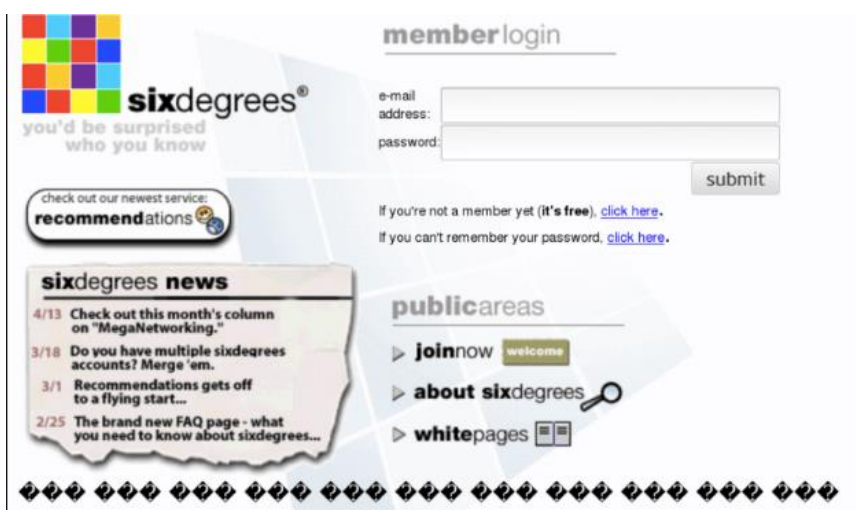 sixdegrees®
you'd be surprised
who you know
check out our newest service:
recommendations
sixdegrees news
4/13 Check out this month's column
on "MegaNetworking."
3/18 Do you have multiple sixdegrees
accounts? Merge 'em.
3/1 Recommendations gets off
to a flying start...
2/25 The brand new FAQ page - what
you need to know about sixdegrees...
memberlogin
e-mail
address:
password:
submit
If you're not a member yet (it's free), click here.
If you can't remember your password, click here.
publicareas
joinnow welcome
about sixdegrees
whitepages
��� ��� ��� ��� ��� ��� ��� ��� ��� ��� ���